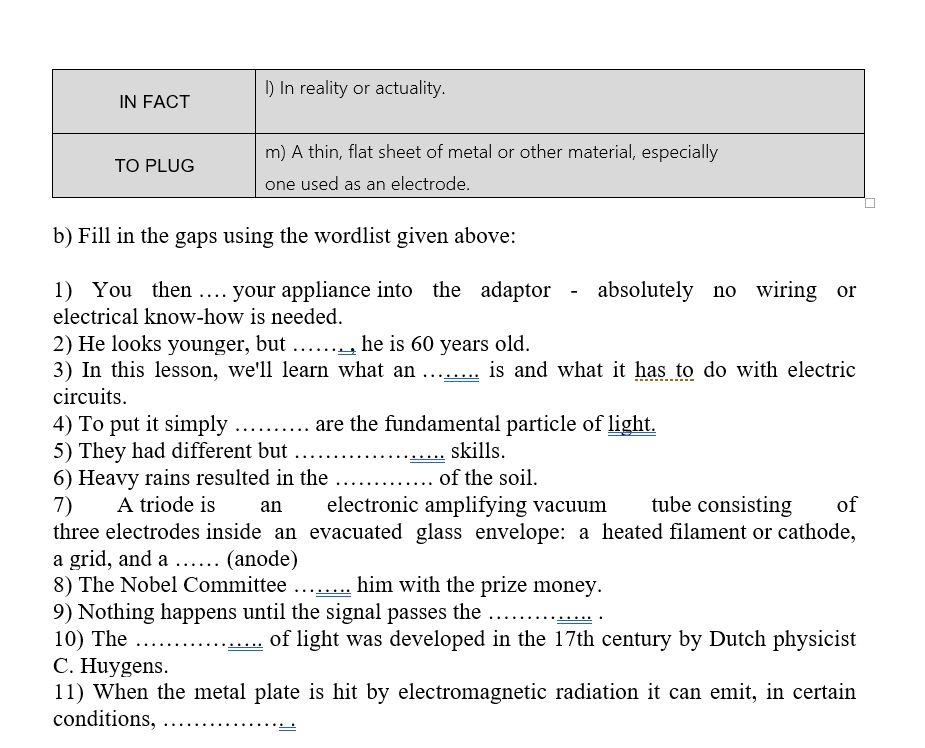 IN FACT
l) In reality or actuality.
TO PLUG
m) A thin, flat sheet of metal or other material, especially
one used as an electrode.
b) Fill in the gaps using the wordlist given above:
1) You then .... your appliance into the adaptor - absolutely no wiring or
electrical know-how is needed.
2) He looks younger, but ........, he is 60 years old.
3) In this lesson, we'll learn what an ........ is and what it has to do with electric
circuits.
4) To put it simply .......... are the fundamental particle of light.
5) They had different but ..................... skills.
6) Heavy rains resulted in the ............. of the soil.
7) A triode is an electronic amplifying vacuum tube consisting of
three electrodes inside an evacuated glass envelope: a heated filament or cathode,
a grid, and a ...... (anode)
8) The Nobel Committee ........ him with the prize money.
9) Nothing happens until the signal passes the .............. .
10) The ................. of light was developed in the 17th century by Dutch physicist
C. Huygens.
11) When the metal plate is hit by electromagnetic radiation it can emit, in certain
conditions, ..................